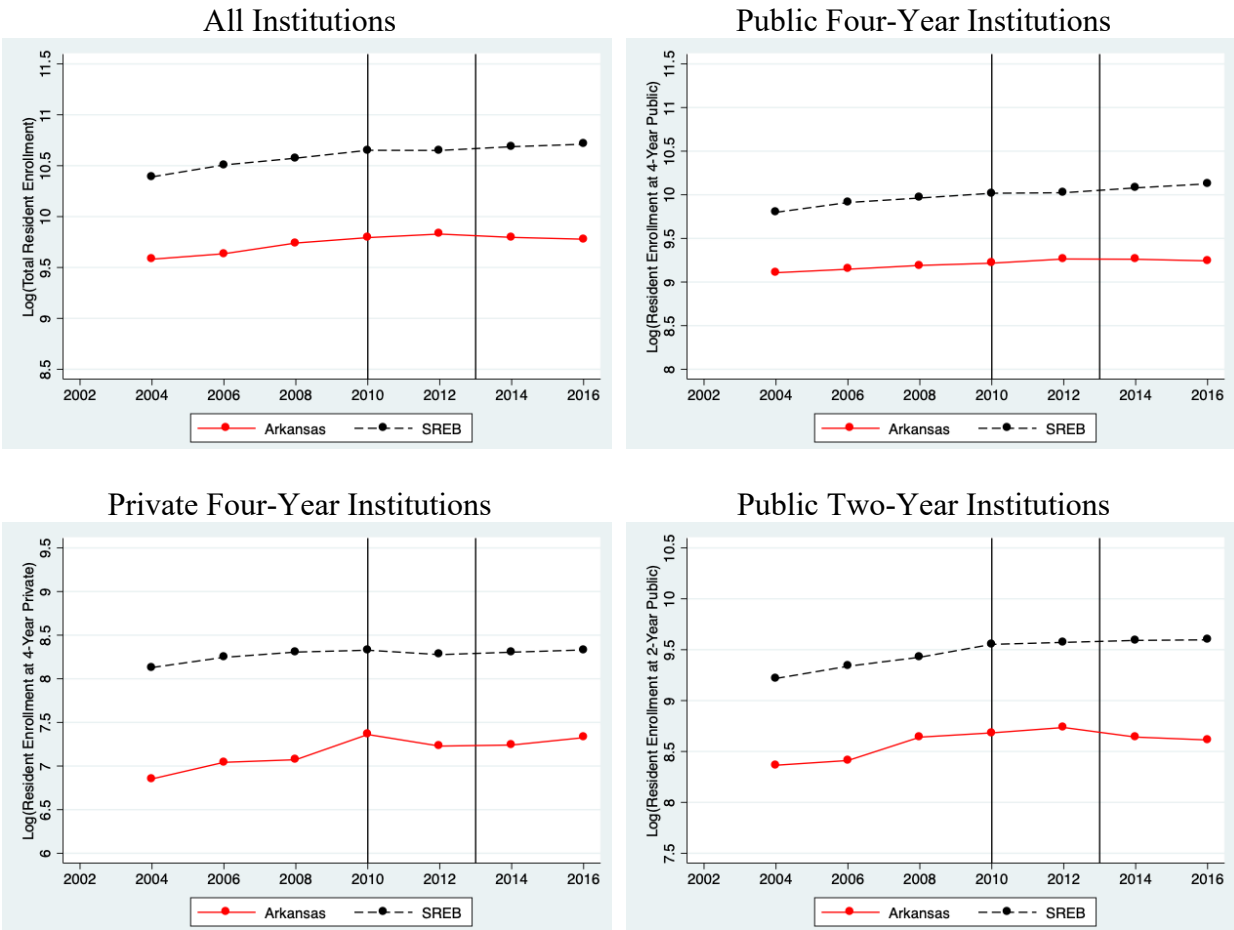 All Institutions
Log(Total Resident Enrollment)
11.5
11
10.5
10
9.5
9
8.5
2002 2004 2006 2008 2010 2012 2014 2016
Arkansas SREB
Public Four-Year Institutions
Log(Resident Enrollment at 4-Year Public)
11.5
11
10.5
10
9.5
9
8.5
8
2002 2004 2006 2008 2010 2012 2014 2016
Arkansas SREB
Private Four-Year Institutions
Log(Resident Enrollment at 4-Year Private)
9.5
9
8.5
8
7.5
7
6.5
6
2002 2004 2006 2008 2010 2012 2014 2016
Arkansas SREB
Public Two-Year Institutions
Log(Resident Enrollment at 2-Year Public)
10.5
10
9.5
9
8.5
8
7.5
2002 2004 2006 2008 2010 2012 2014 2016
Arkansas SREB